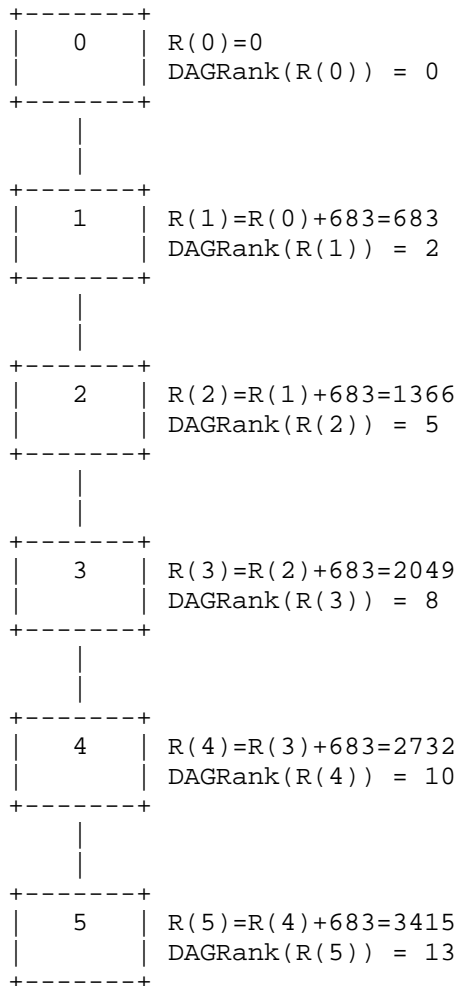 0 R(0)=0
DAGRank(R(0)) = 0
1 R(1)=R(0)+683=683
DAGRank(R(1)) = 2
2 R(2)=R(1)+683=1366
DAGRank(R(2)) = 5
3 R(3)=R(2)+683=2049
DAGRank(R(3)) = 8
4 R(4)=R(3)+683=2732
DAGRank(R(4)) = 10
5 R(5)=R(4)+683=3415
DAGRank(R(5)) = 13